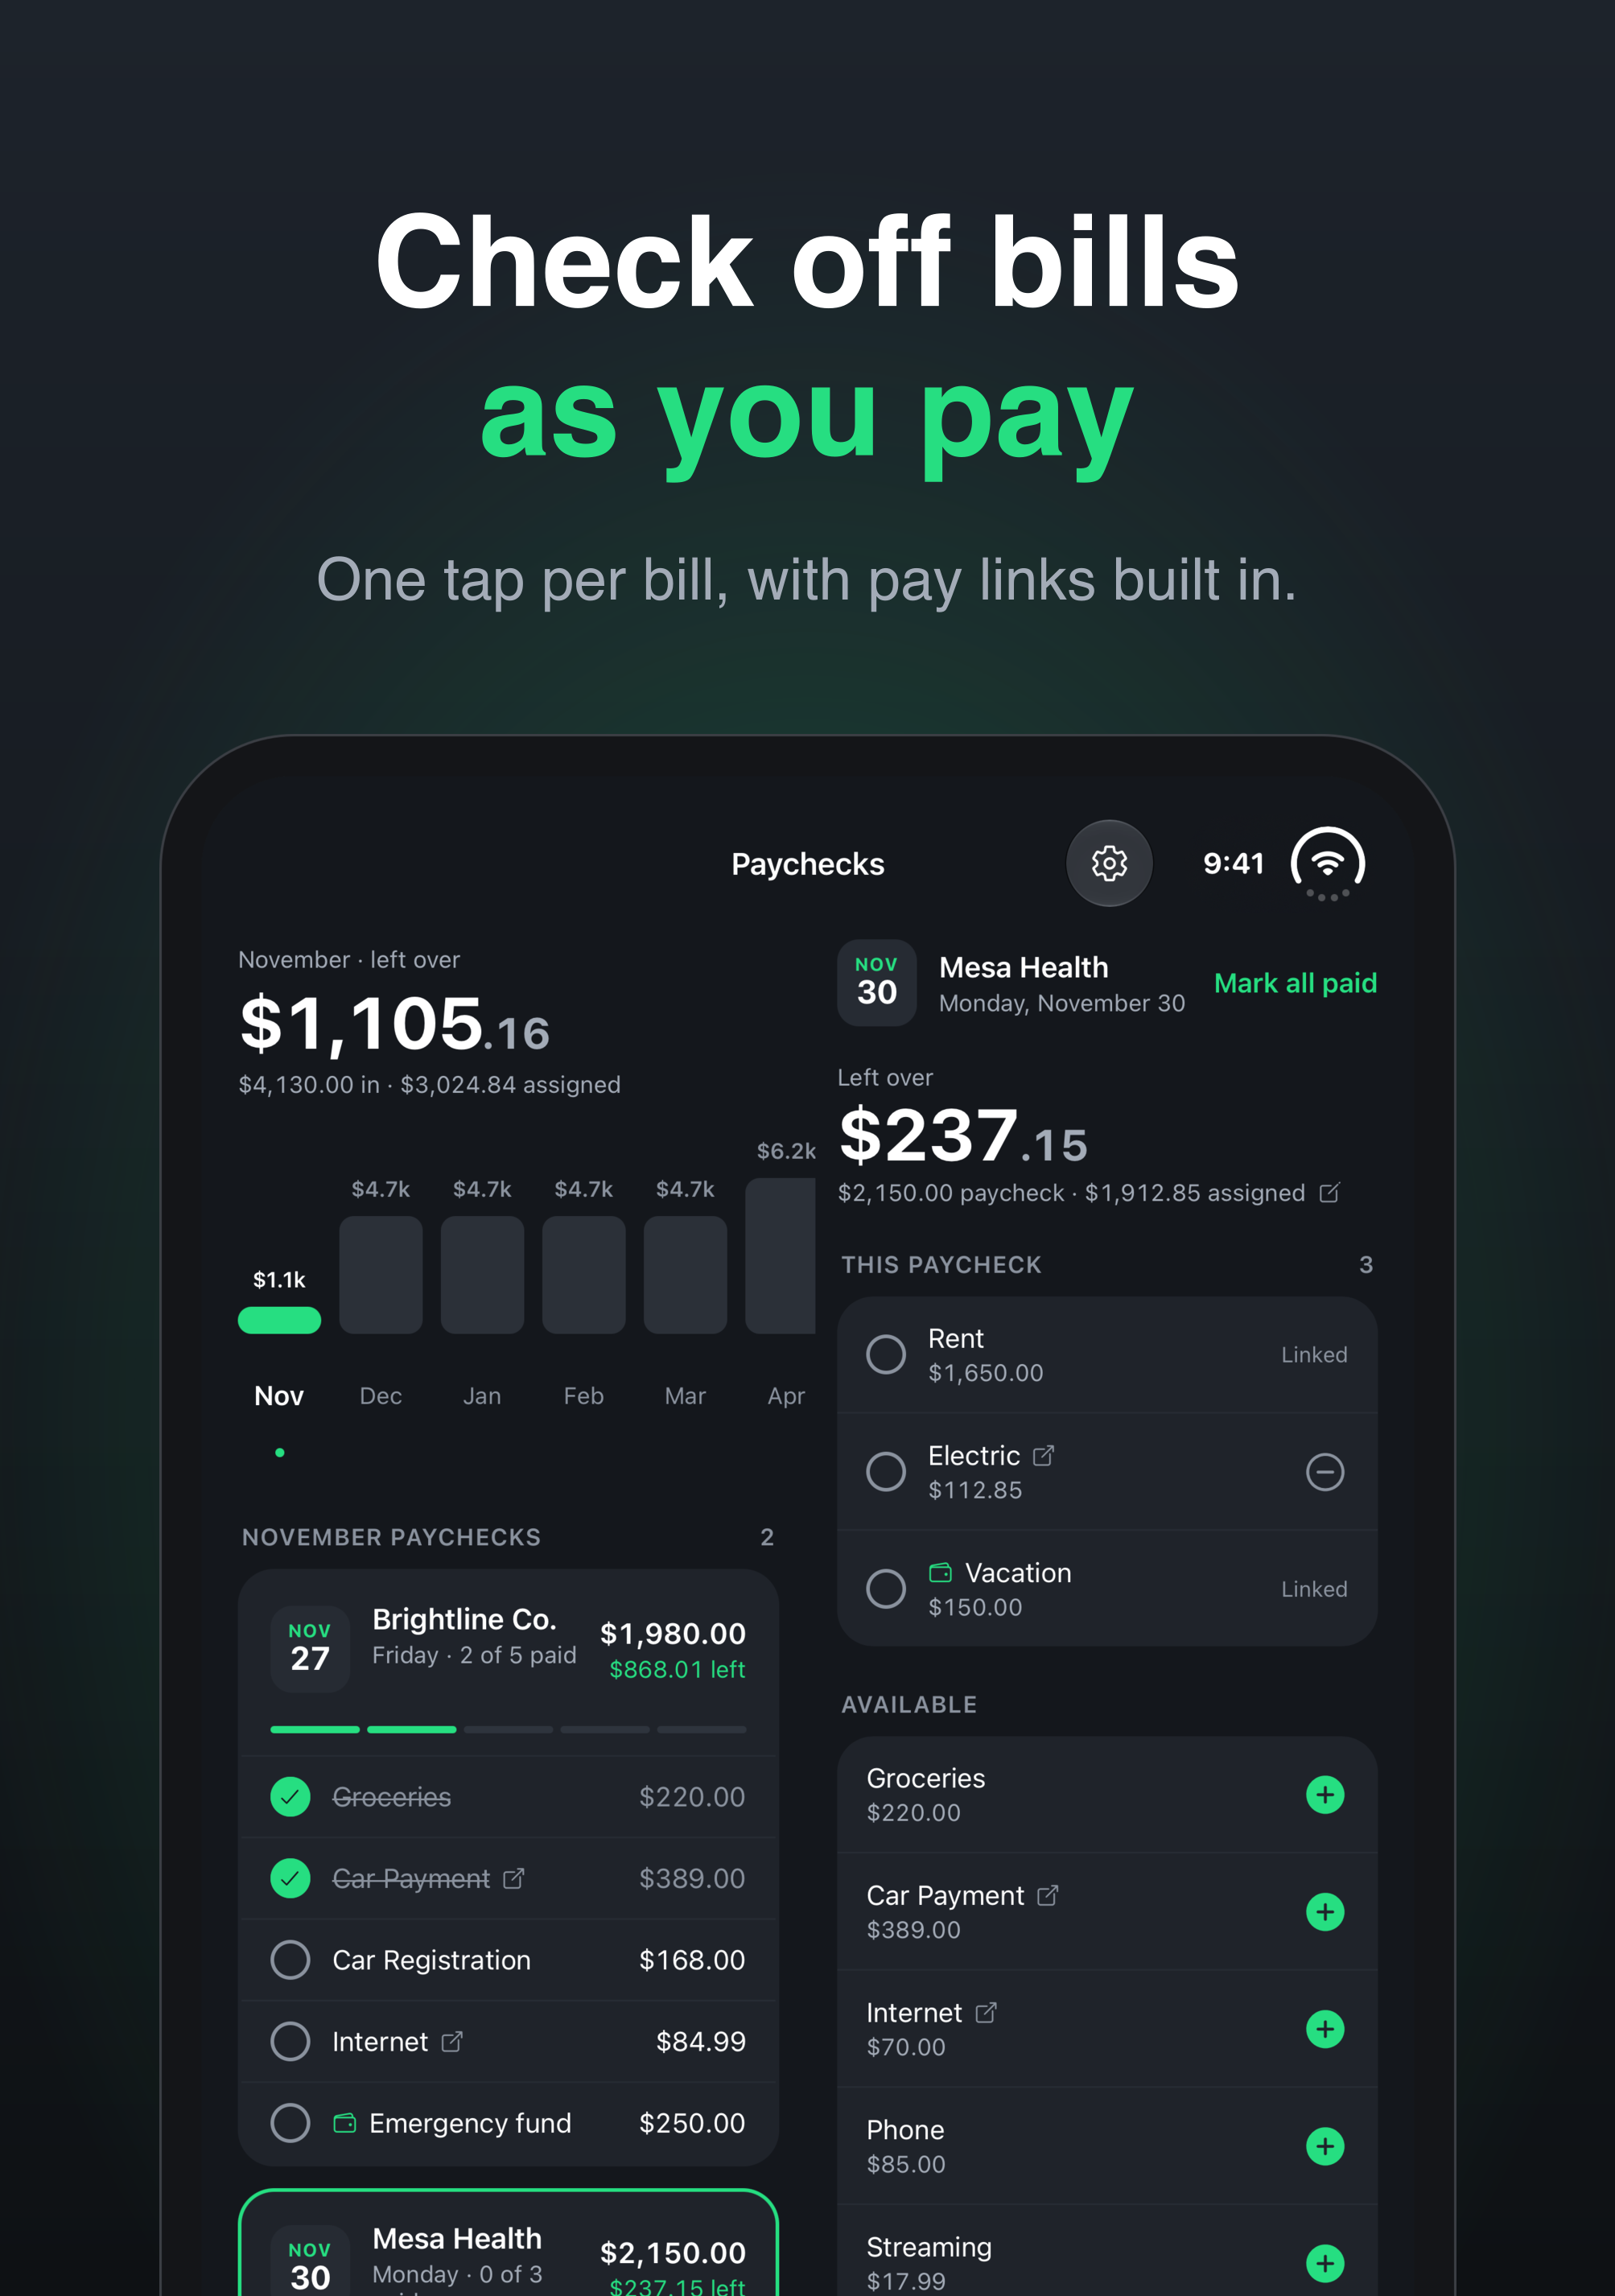 Check off bills
as you pay
One tap per bill, with pay links built in.
Paychecks
9:41
November · left over
$1,105.16
$4,130.00 in · $3,024.84 assigned
$1.1k
$4.7k
$4.7k
$4.7k
$4.7k
$6.2k
Nov
Dec
Jan
Feb
Mar
Apr
NOVEMBER PAYCHECKS
2
NOV
27
Brightline Co.
Friday · 2 of 5 paid
$1,980.00
$868.01 left
Groceries
$220.00
Car Payment
$389.00
Car Registration
$168.00
Internet
$84.99
Emergency fund
$250.00
NOV
30
Mesa Health
Monday · 0 of 3
$2,150.00
$237.15 left
NOV
30
Mesa Health
Monday, November 30
Mark all paid
Left over
$237.15
$2,150.00 paycheck · $1,912.85 assigned
THIS PAYCHECK
3
Rent
$1,650.00
Linked
Electric
$112.85
Vacation
$150.00
Linked
AVAILABLE
Groceries
$220.00
Car Payment
$389.00
Internet
$70.00
Phone
$85.00
Streaming
$17.99